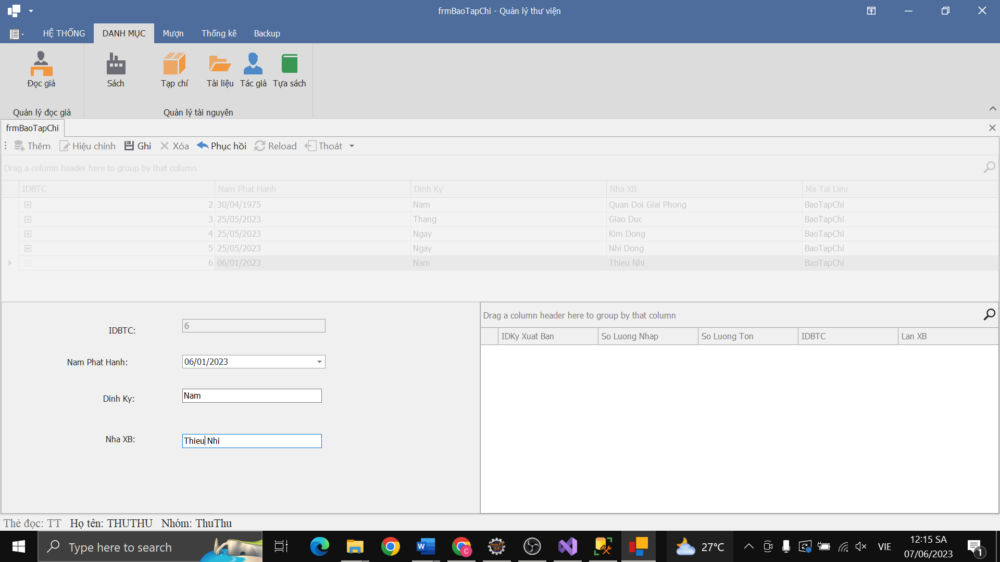 frmBaoTapChi - Quản lý thư viện
HỆ THỐNG DANH MỤC Mượn Thống kê Backup
Đọc giả Sách Tạp chí Tài liệu Tác giả Tựa sách
Quản lý đọc giả Quản lý tài nguyên
frmBaoTapChi
Thêm Hiệu chỉnh Ghi Xóa Phục hồi Reload Thoát
Drag a column header here to group by that column
IDBTC Nam Phat Hanh Dinh Ky Nha XB Ma Tai Lieu
2 30/04/1975 Nam Quan Doi Giai Phong BaoTapChi
3 25/05/2023 Thang Giao Duc BaoTapChi
4 25/05/2023 Ngay Kim Dong BaoTapChi
5 25/05/2023 Ngay Nhi Dong BaoTapChi
6 06/01/2023 Nam Thieu Nhi BaoTapChi
IDBTC: 6
Nam Phat Hanh: 06/01/2023
Dinh Ky: Nam
Nha XB: Thieu Nhi
Drag a column header here to group by that column
IDKy Xuat Ban So Luong Nhap So Luong Ton IDBTC Lan XB
Thẻ đọc: TT Họ tên: THUTHU Nhóm: ThuThu
Type here to search
27°C
VIE
12:15 SA
07/06/2023
1